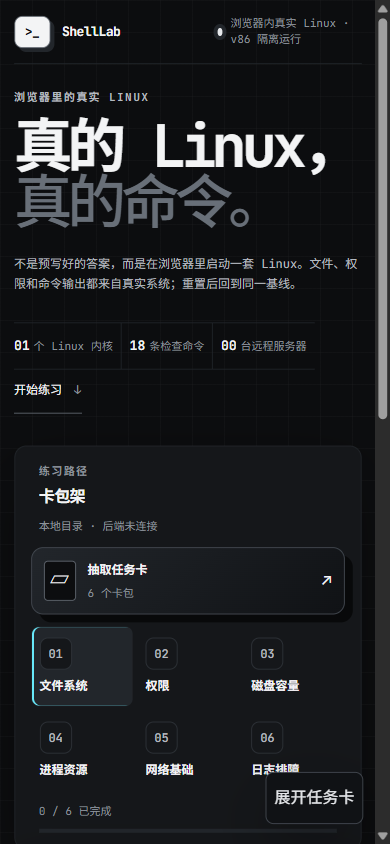 >_ ShellLab
浏览器内真实 Linux ·
v86 隔离运行
浏览器里的真实 LINUX
真的 Linux，
真的命令。
不是预写好的答案，而是在浏览器里启动一套 Linux。文件、权
限和命令输出都来自真实系统；重置后回到同一基线。
01 个 Linux 内核 18 条检查命令 00 台远程服务器
开始练习 ↓
练习路径
卡包架
本地目录 · 后端未连接
抽取任务卡
6 个卡包
01 02 03
文件系统 权限 磁盘容量
04 05 06
进程资源 网络基础 日志排障
展开任务卡
0 / 6 已完成